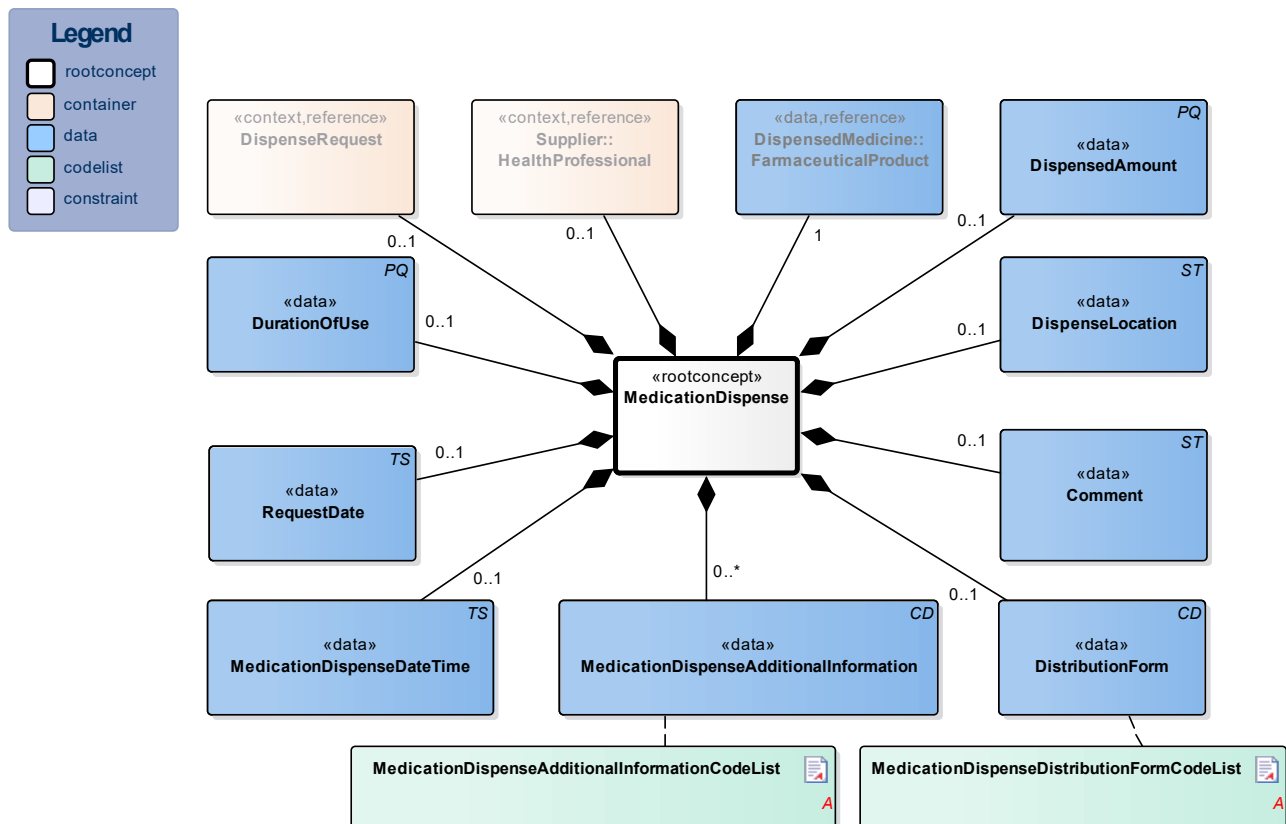 Legend
rootconcept
container
data
codelist
constraint
«context,reference»
DispenseRequest
«context,reference»
Supplier::
HealthProfessional
«data,reference»
DispensedMedicine::
FarmaceuticalProduct
PQ
«data»
DispensedAmount
0..1
0..1
1
0..1
PQ
«data»
DurationOfUse
0..1
ST
«data»
DispenseLocation
0..1
«rootconcept»
MedicationDispense
TS
«data»
RequestDate
0..1
ST
«data»
Comment
0..1
0..1
0..*
0..1
TS
«data»
MedicationDispenseDateTime
CD
«data»
MedicationDispenseAdditionalInformation
CD
«data»
DistributionForm
MedicationDispenseAdditionalInformationCodeList
A
MedicationDispenseDistributionFormCodeList
A